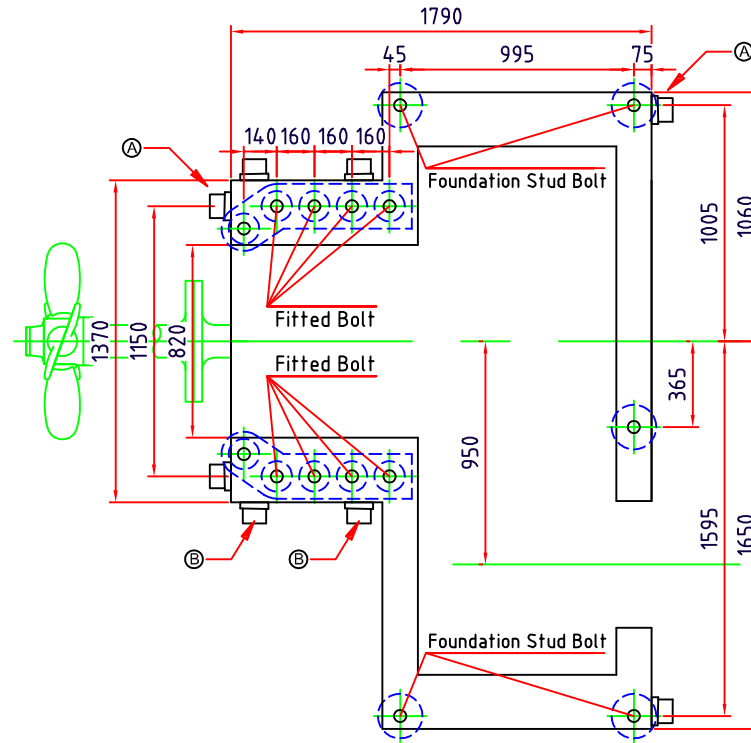 1790
45
995
75
A
140 160 160 160
A
Foundation Stud Bolt
1005
1060
Fitted Bolt
1370
1150
820
Fitted Bolt
365
950
B
B
1595
1650
Foundation Stud Bolt